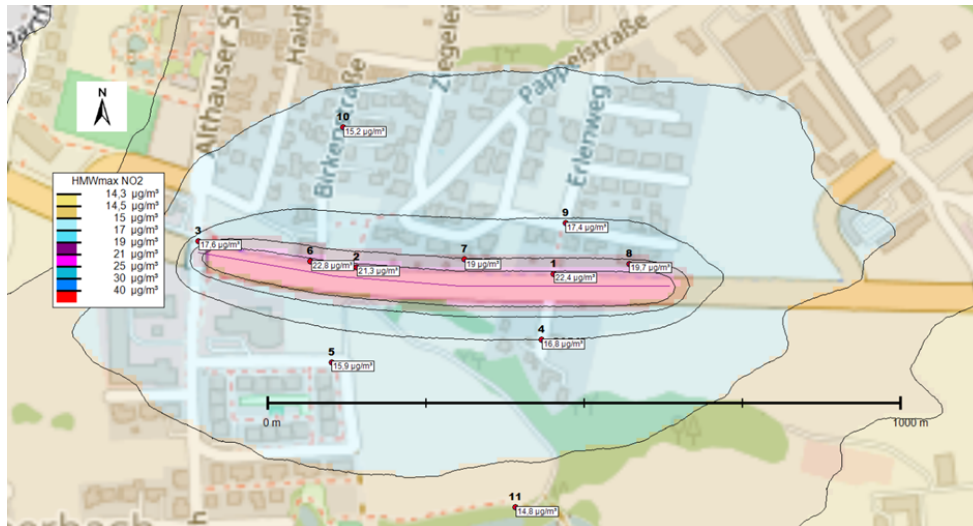 Althauser St
Haidf
Birkenstraße
Ziegelei
Pappelstraße
Erlenweg
N
HMWmax NO2
14,3 µg/m³
14,5 µg/m³
15 µg/m³
17 µg/m³
19 µg/m³
21 µg/m³
25 µg/m³
30 µg/m³
40 µg/m³
10
15,2 µg/m³
9
17,4 µg/m³
3
17,6 µg/m³
6
22,8 µg/m³
2
21,3 µg/m³
7
19 µg/m³
1
22,4 µg/m³
8
19,7 µg/m³
4
16,8 µg/m³
5
15,9 µg/m³
0 m
1000 m
11
14,8 µg/m³
erbach